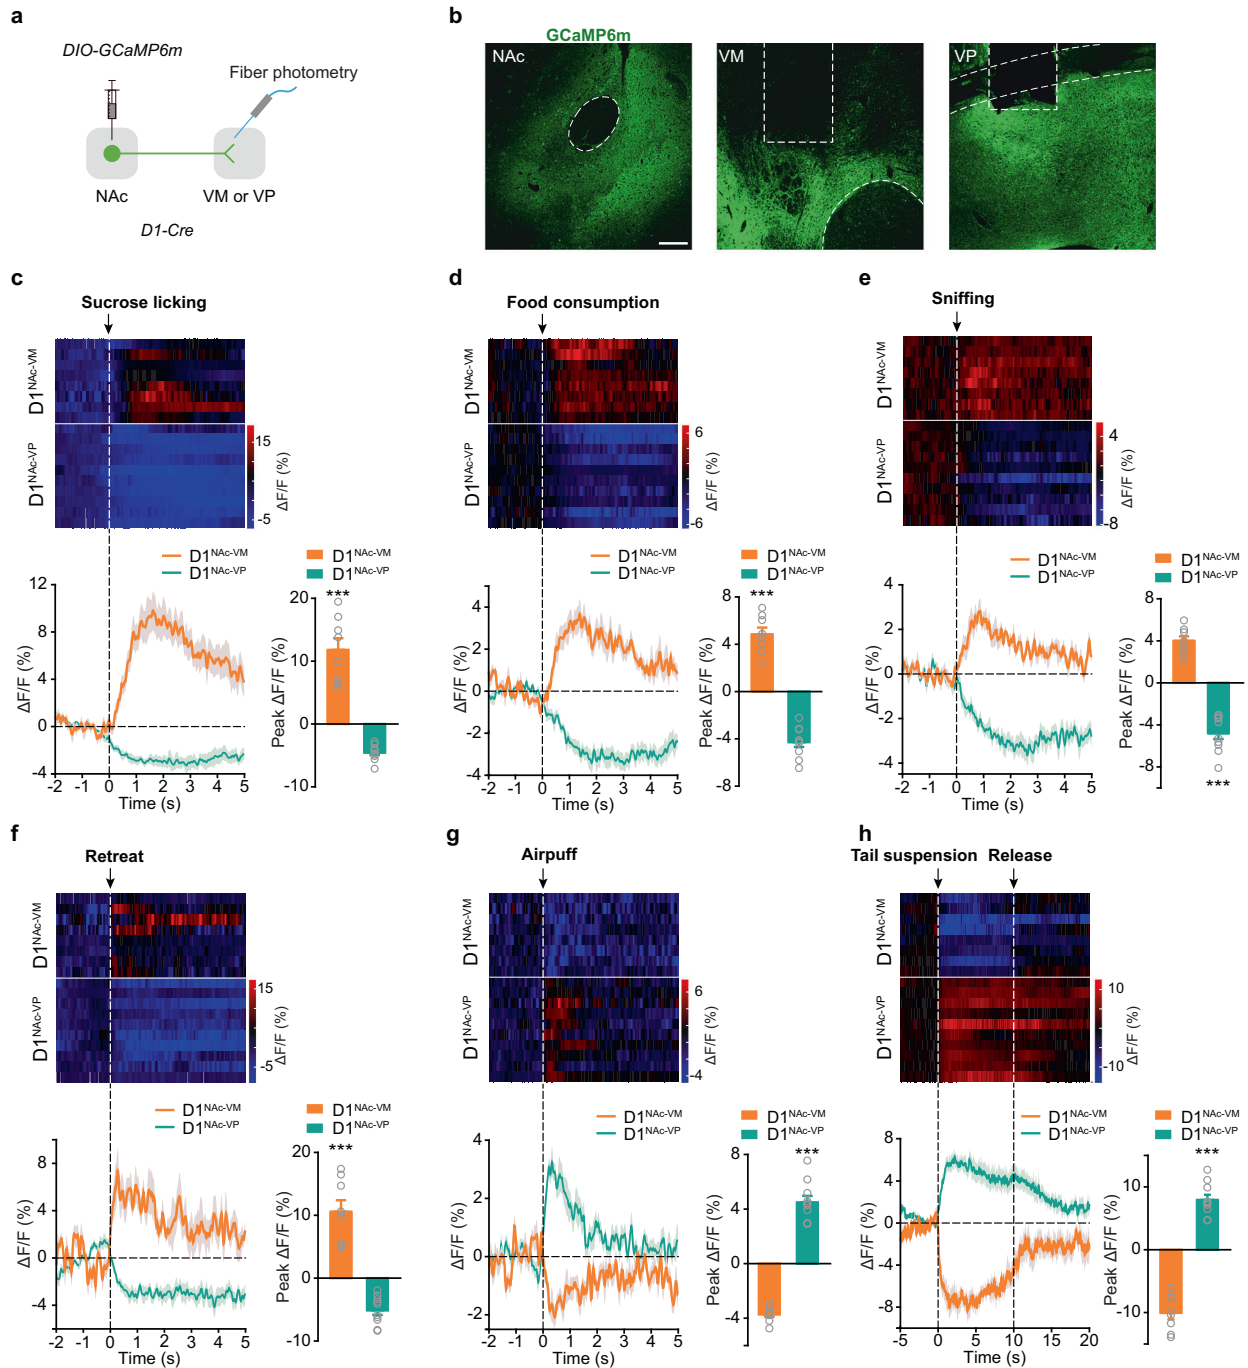 a
DIO-GCaMP6m
Fiber photometry
NAc
VM or VP
D1-Cre
b
GCaMP6m
NAc
VM
VP
c
Sucrose licking
D1NAc-VM
D1NAc-VP
15
-5
ΔF/F (%)
D1NAc-VM
D1NAc-VP
D1NAc-VM
D1NAc-VP
12
8
4
0
-4
ΔF/F (%)
-2 -1 0 1 2 3 4 5
Time (s)
***
20
10
0
-10
Peak ΔF/F (%)
d
Food consumption
D1NAc-VM
D1NAc-VP
6
-6
ΔF/F (%)
D1NAc-VM
D1NAc-VP
D1NAc-VM
D1NAc-VP
4
2
0
-2
-4
ΔF/F (%)
-2 -1 0 1 2 3 4 5
Time (s)
***
8
4
0
-4
-8
Peak ΔF/F (%)
e
Sniffing
D1NAc-VM
D1NAc-VP
4
-8
ΔF/F (%)
D1NAc-VM
D1NAc-VP
D1NAc-VM
D1NAc-VP
4
2
0
-2
-4
ΔF/F (%)
-2 -1 0 1 2 3 4 5
Time (s)
8
4
0
-4
-8
Peak ΔF/F (%)
***
f
Retreat
D1NAc-VM
D1NAc-VP
15
-5
ΔF/F (%)
D1NAc-VM
D1NAc-VP
D1NAc-VM
D1NAc-VP
8
4
0
-4
ΔF/F (%)
-2 -1 0 1 2 3 4 5
Time (s)
***
20
10
0
-10
Peak ΔF/F (%)
g
Airpuff
D1NAc-VM
D1NAc-VP
6
-4
ΔF/F (%)
D1NAc-VM
D1NAc-VP
D1NAc-VM
D1NAc-VP
4
2
0
-2
ΔF/F (%)
-2 -1 0 1 2 3 4 5
Time (s)
***
8
4
0
-4
Peak ΔF/F (%)
h
Tail suspension Release
D1NAc-VM
D1NAc-VP
10
-10
ΔF/F (%)
D1NAc-VM
D1NAc-VP
D1NAc-VM
D1NAc-VP
8
4
0
-4
-8
ΔF/F (%)
-5 0 5 10 15 20
Time (s)
***
10
0
-10
Peak ΔF/F (%)